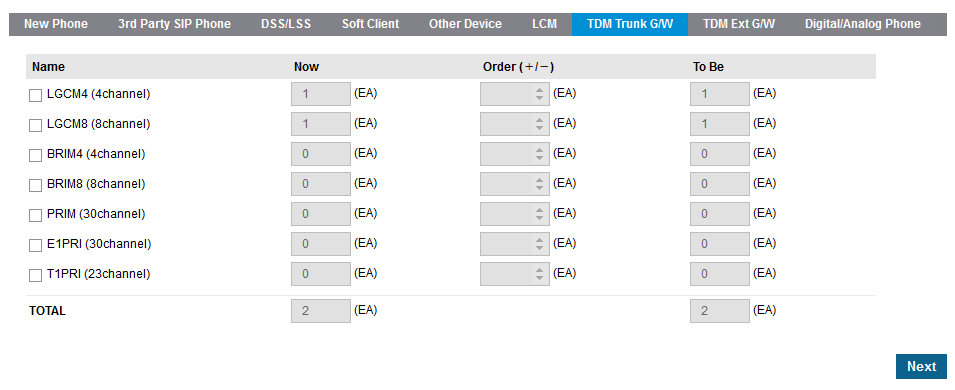 New Phone 3rd Party SIP Phone DSS/LSS Soft Client Other Device LCM TDM Trunk G/W TDM Ext G/W Digital/Analog Phone
Name Now Order (+/−) To Be
LGCM4 (4channel) 1 (EA) (EA) 1 (EA)
LGCM8 (8channel) 1 (EA) (EA) 1 (EA)
BRIM4 (4channel) 0 (EA) (EA) 0 (EA)
BRIM8 (8channel) 0 (EA) (EA) 0 (EA)
PRIM (30channel) 0 (EA) (EA) 0 (EA)
E1PRI (30channel) 0 (EA) (EA) 0 (EA)
T1PRI (23channel) 0 (EA) (EA) 0 (EA)
TOTAL 2 (EA) 2 (EA)
Next